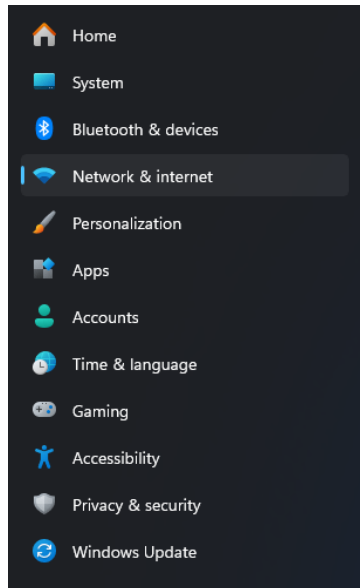 Home
System
Bluetooth & devices
Network & internet
Personalization
Apps
Accounts
Time & language
Gaming
Accessibility
Privacy & security
Windows Update